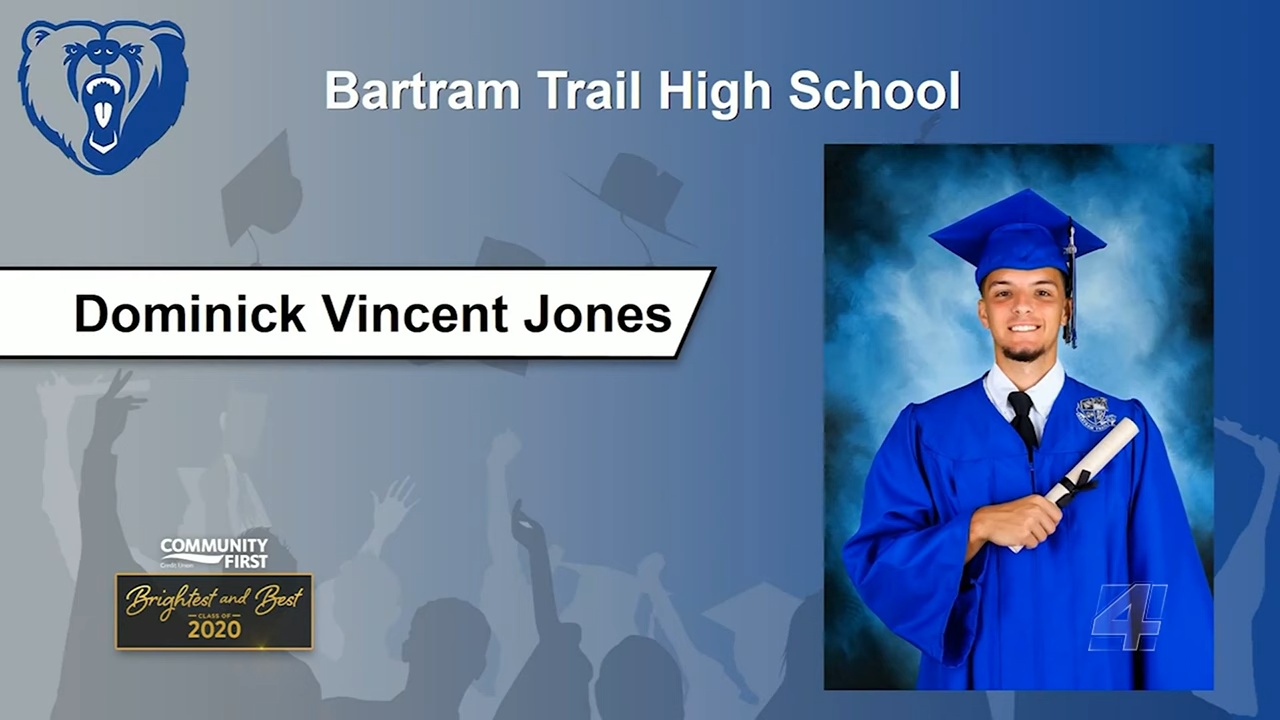 Bartram Trail High School
Dominick Vincent Jones
COMMUNITY
FIRST
Credit Union
Brightest and Best
CLASS OF
2020
4